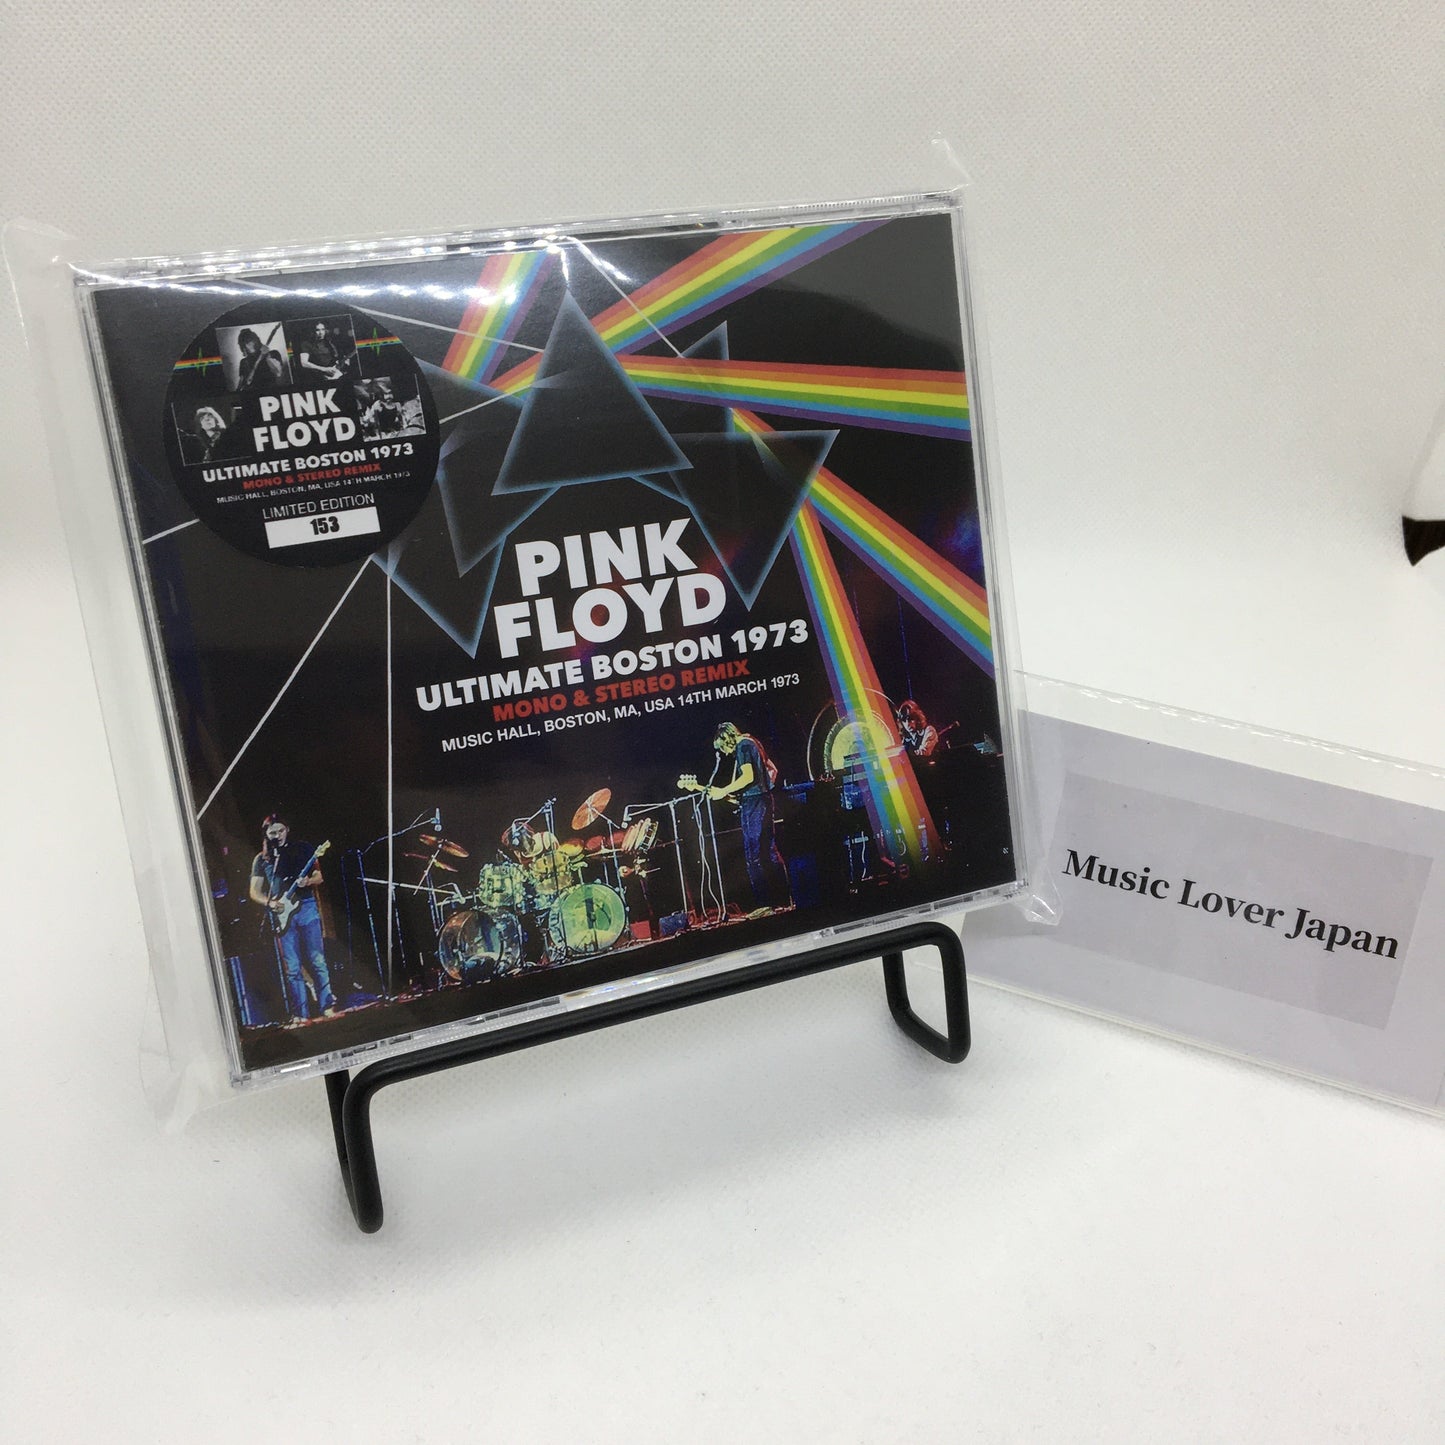 PINK
FLOYD
ULTIMATE BOSTON 1973
MONO & STEREO REMIX
MUSIC HALL, BOSTON, MA, USA 14TH MARCH 1973
LIMITED EDITION
153
PINK
FLOYD
ULTIMATE BOSTON 1973
MONO & STEREO REMIX
MUSIC HALL, BOSTON, MA, USA 14TH MARCH 1973
Music Lover Japan